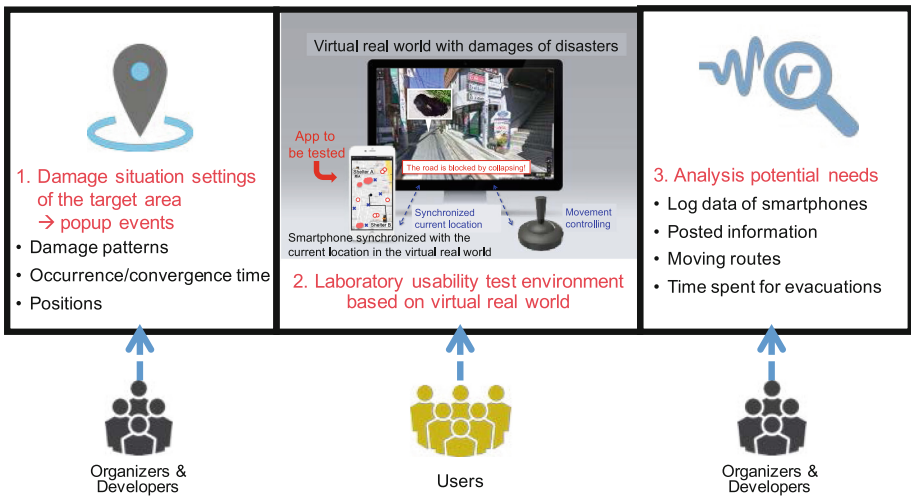 1. Damage situation settings
of the target area
→ popup events
• Damage patterns
• Occurrence/convergence time
• Positions
Virtual real world with damages of disasters
App to
be tested
Shelter A
Shelter B
The road is blocked by collapsing!
Synchronized
current location
Movement
controlling
Smartphone synchronized with the
current location in the virtual real world
2. Laboratory usability test environment
based on virtual real world
3. Analysis potential needs
• Log data of smartphones
• Posted information
• Moving routes
• Time spent for evacuations
Organizers &
Developers
Users
Organizers &
Developers